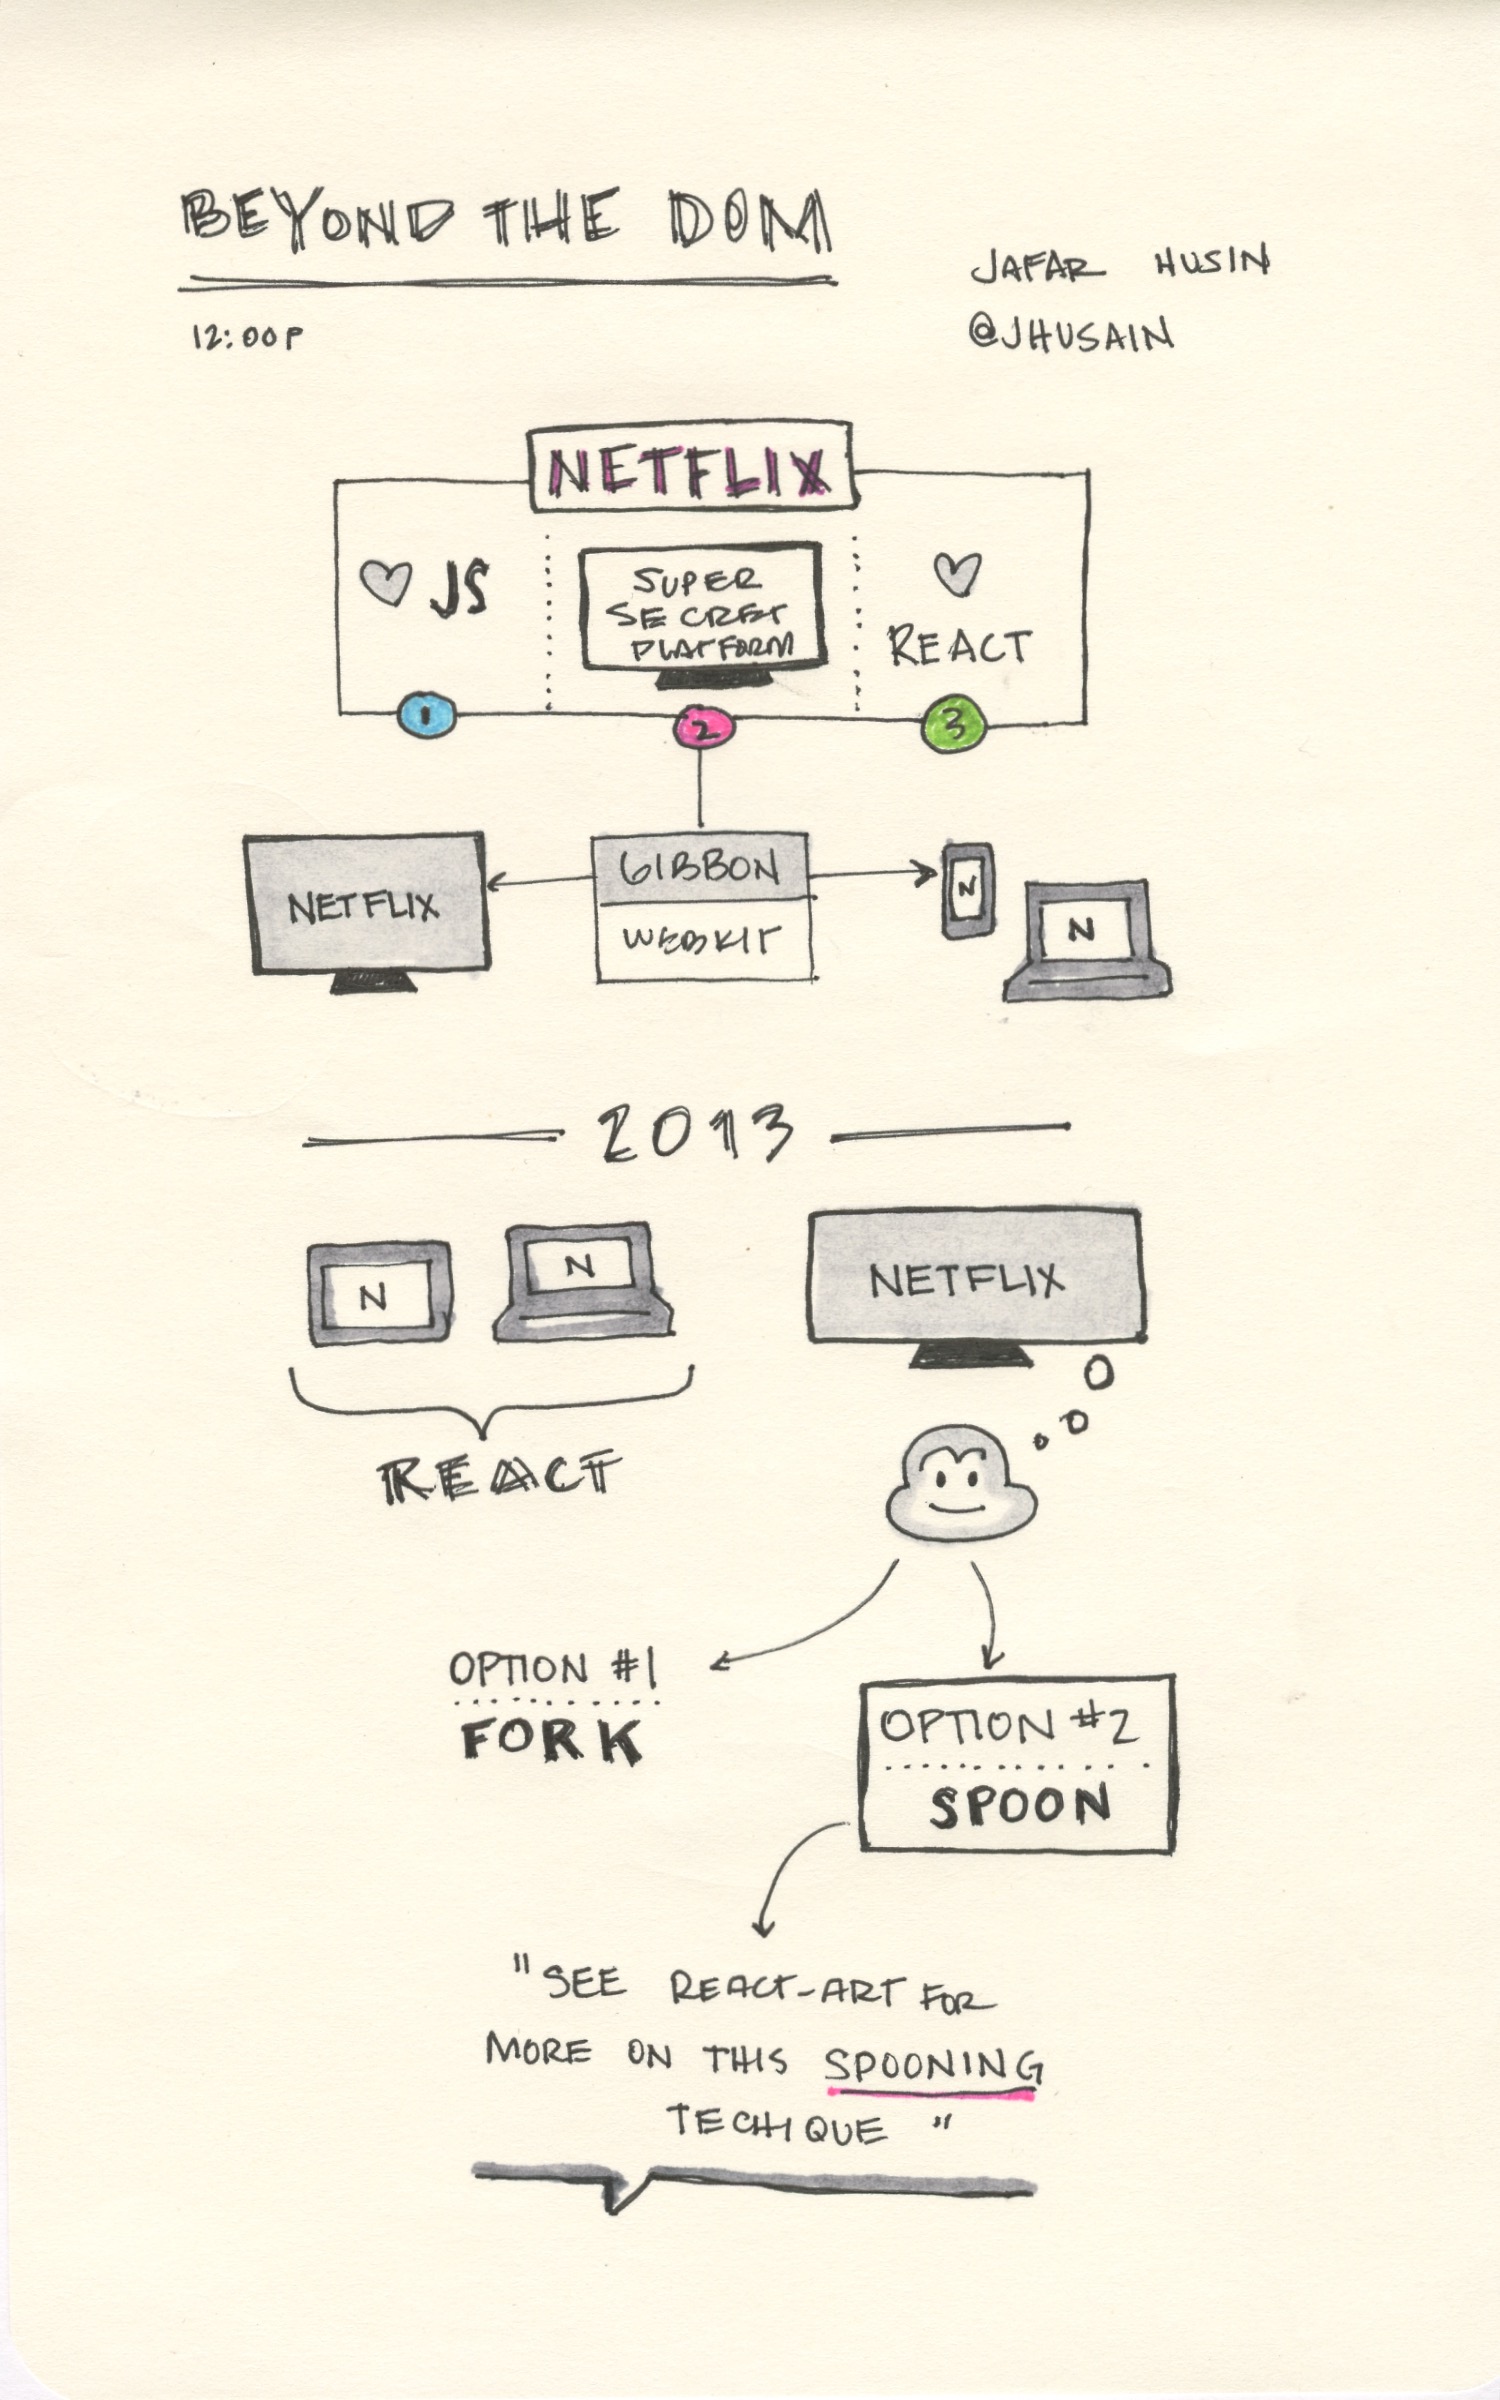 BEYOND THE DOM
JAFAR HUSIN
12:00P
@JHUSAIN
NETFLIX
JS
SUPER
SECRET
PLATFORM
REACT
1
2
3
NETFLIX
GIBBON
WEBKIT
N
N
2013
N
N
NETFLIX
REACT
OPTION #1
FORK
OPTION #2
SPOON
"SEE REACT-ART FOR
MORE ON THIS SPOONING
TECHIQUE"